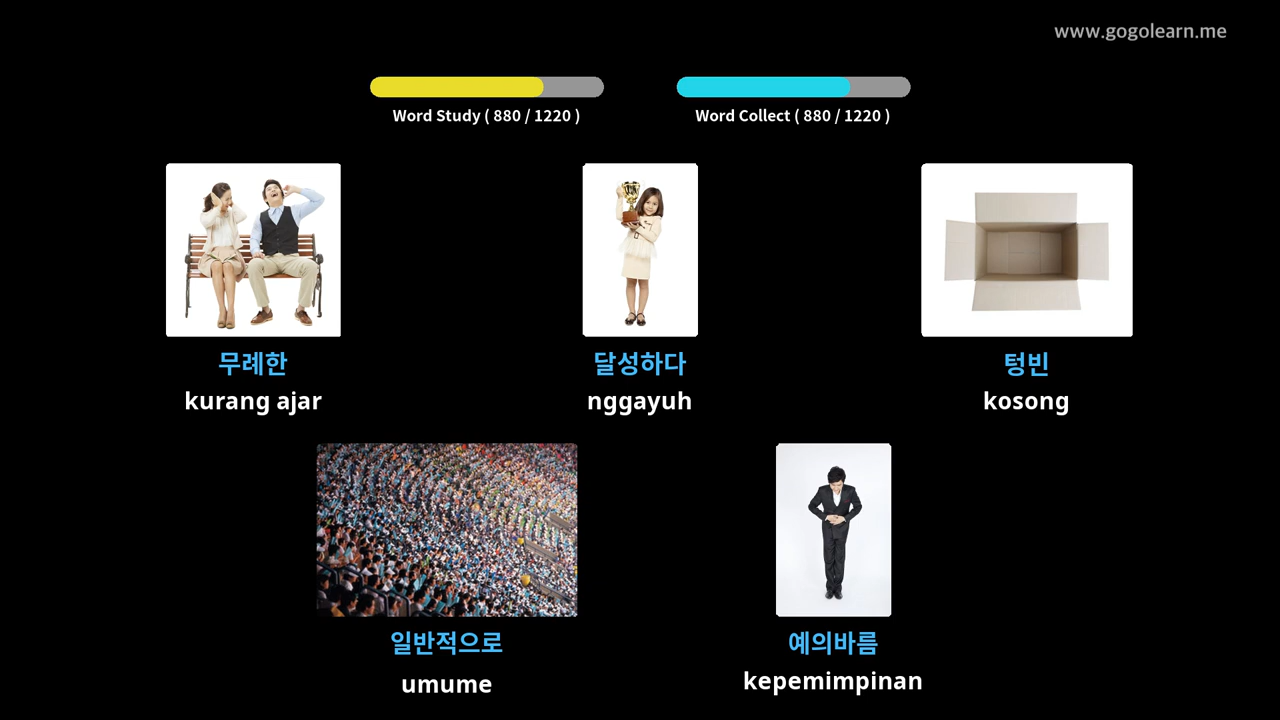 www.gogolearn.me
Word Study ( 880 / 1220 )
Word Collect ( 880 / 1220 )
무례한
kurang ajar
달성하다
nggayuh
텅빈
kosong
일반적으로
umume
예의바름
kepemimpinan